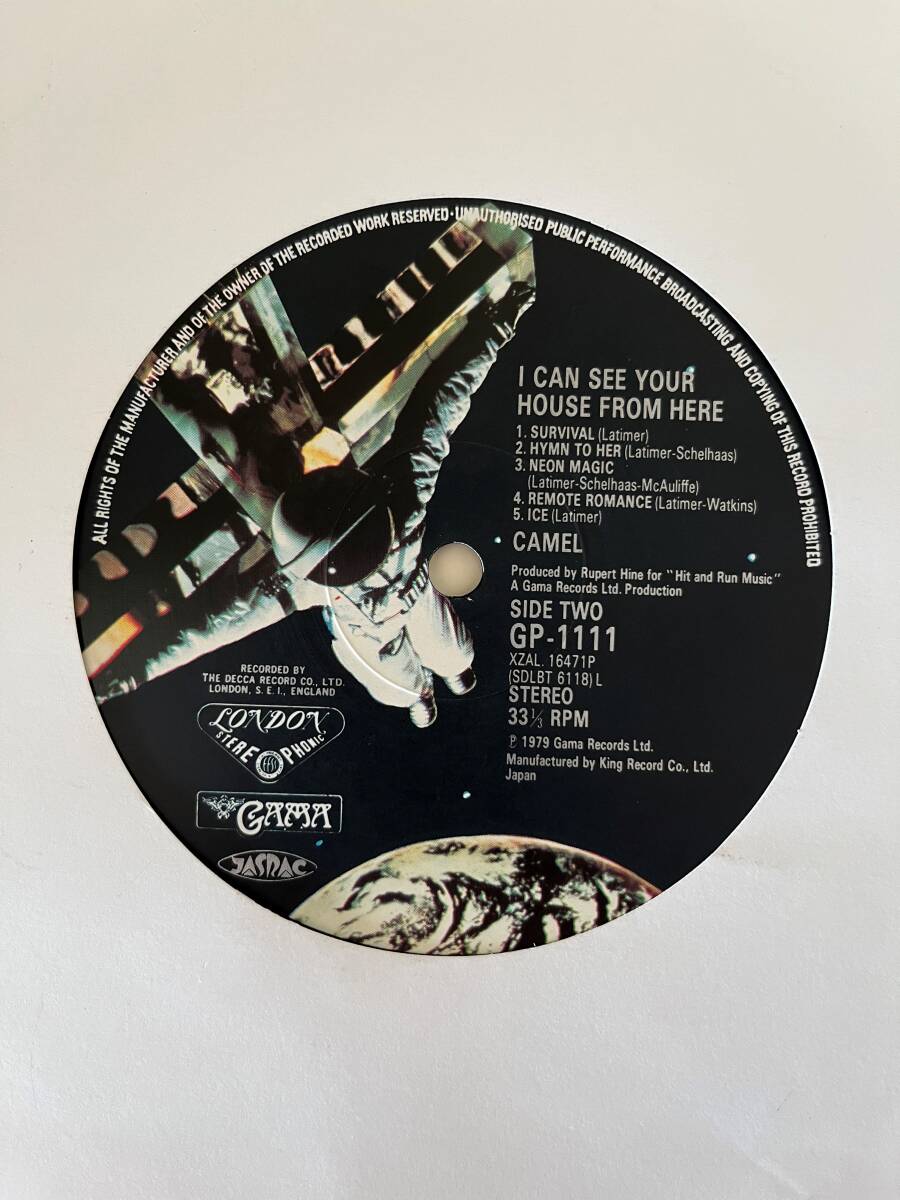 ALL RIGHTS OF THE MANUFACTURER AND OF THE OWNER OF THE RECORDED WORK RESERVED · UNAUTHORISED PUBLIC PERFORMANCE BROADCASTING AND COPYING OF THIS RECORD PROHIBITED
I CAN SEE YOUR
HOUSE FROM HERE
1. SURVIVAL (Latimer)
2. HYMN TO HER (Latimer-Schelhaas)
3. NEON MAGIC
(Latimer-Schelhaas-McAuliffe)
4. REMOTE ROMANCE (Latimer-Watkins)
5. ICE (Latimer)
CAMEL
Produced by Rupert Hine for "Hit and Run Music"
A Gama Records Ltd. Production
SIDE TWO
GP-1111
XZAL. 16471P
(SDLBT 6118) L
STEREO
33⅓ RPM
℗ 1979 Gama Records Ltd.
Manufactured by King Record Co., Ltd.
Japan
RECORDED BY
THE DECCA RECORD CO., LTD.
LONDON, S. E. I., ENGLAND
LONDON
STEREOPHONIC
GAMA
JASRAC